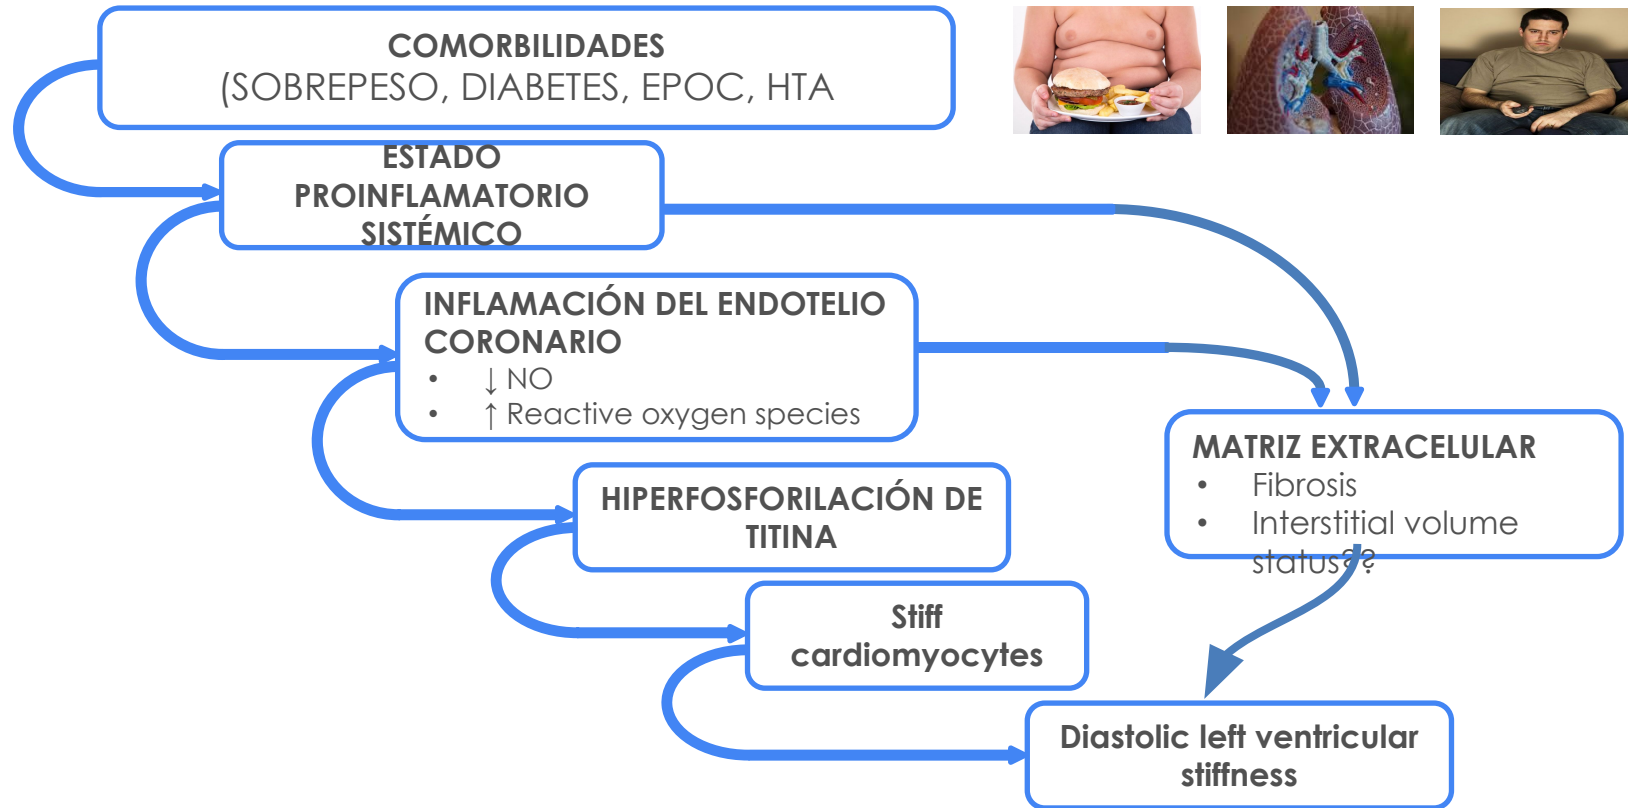 COMORBILIDADES
(SOBREPESO, DIABETES, EPOC, HTA
ESTADO
PROINFLAMATORIO
SISTÉMICO
INFLAMACIÓN DEL ENDOTELIO
CORONARIO
• ↓ NO
• ↑ Reactive oxygen species
MATRIZ EXTRACELULAR
• Fibrosis
• Interstitial volume
status??
HIPERFOSFORILACIÓN DE
TITINA
Stiff
cardiomyocytes
Diastolic left ventricular
stiffness